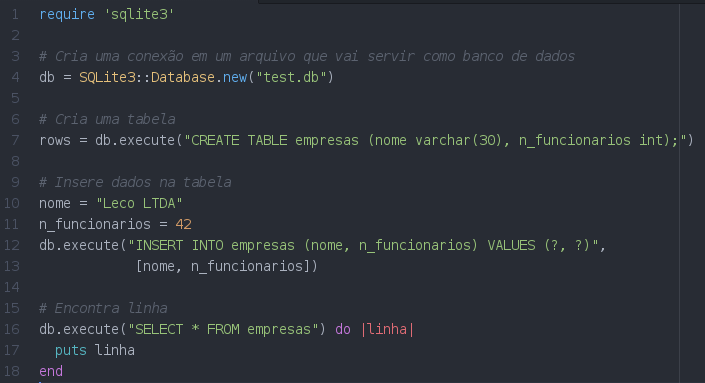 1 require 'sqlite3'
2
3 # Cria uma conexão em um arquivo que vai servir como banco de dados
4 db = SQLite3::Database.new("test.db")
5
6 # Cria uma tabela
7 rows = db.execute("CREATE TABLE empresas (nome varchar(30), n_funcionarios int);")
8
9 # Insere dados na tabela
10 nome = "Leco LTDA"
11 n_funcionarios = 42
12 db.execute("INSERT INTO empresas (nome, n_funcionarios) VALUES (?, ?)",
13             [nome, n_funcionarios])
14
15 # Encontra linha
16 db.execute("SELECT * FROM empresas") do |linha|
17   puts linha
18 end